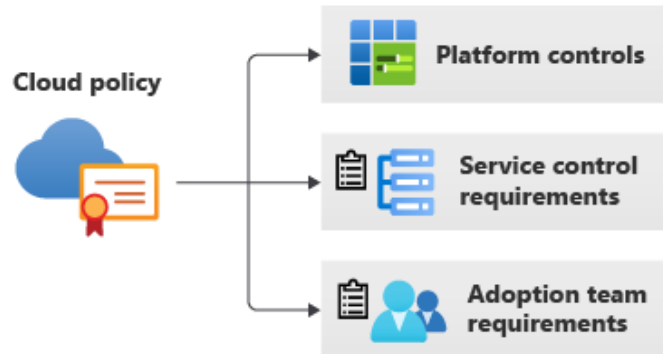 Cloud policy
Platform controls
Service control
requirements
Adoption team
requirements